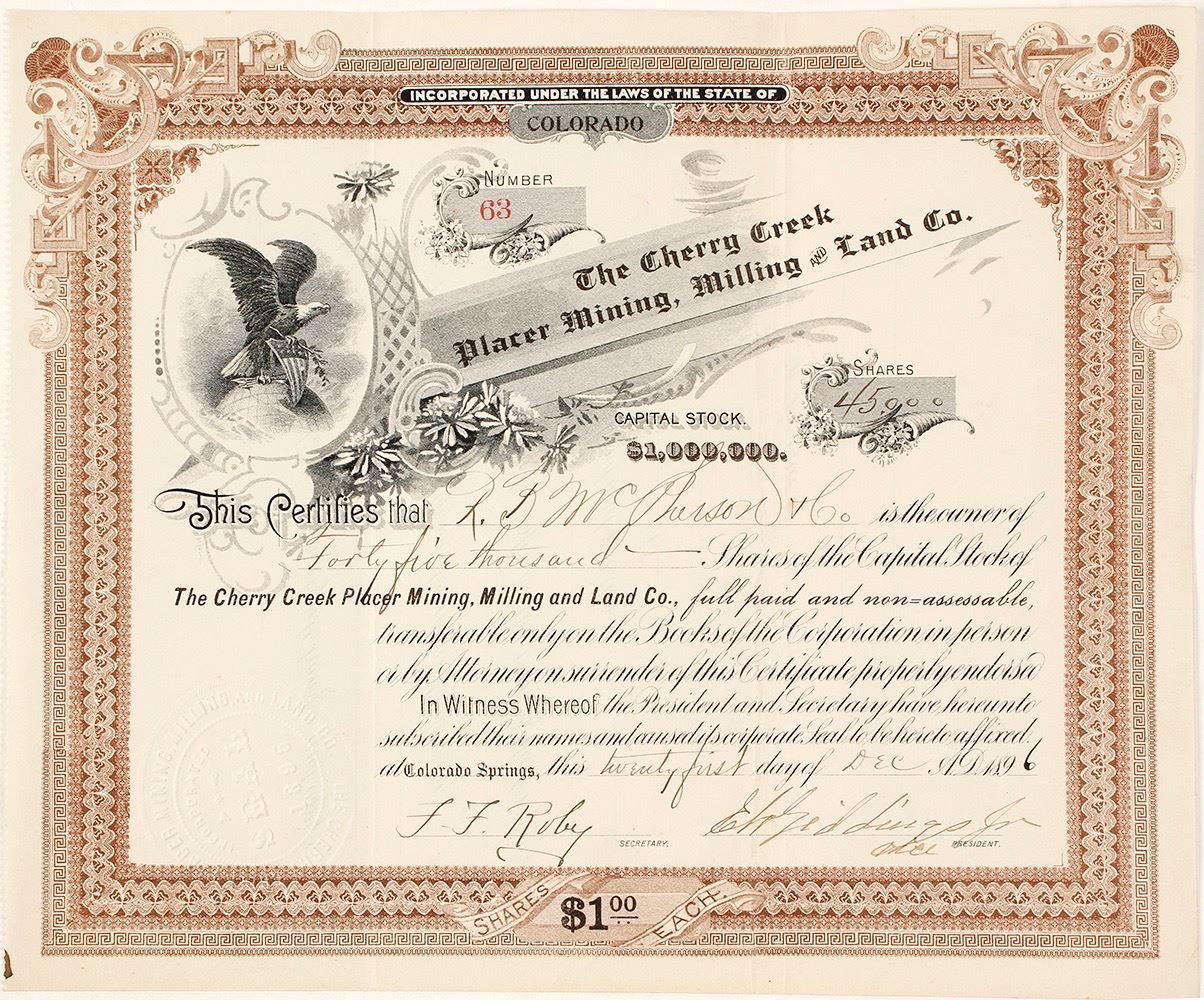 INCORPORATED UNDER THE LAWS OF THE STATE OF
COLORADO
NUMBER
63
The Cherry Creek
Placer Mining, Milling AND Land Co.
SHARES
45,000
CAPITAL STOCK.
$1,000,000.
This Certifies that R. B McPherson & Co. is the owner of
Forty five thousand Shares of the Capital Stock of
The Cherry Creek Placer Mining, Milling and Land Co., full paid and non=assessable,
transferable only on the Books of the Corporation in person
or by Attorney on surrender of this Certificate properly endorsed
In Witness Whereof the President and Secretary have hereunto
subscribed their names and caused its corporate Seal to be hereto affixed,
at Colorado Springs, this twenty first day of Dec A.D. 1896
F. F. Roby
SECRETARY.
E W Giddings Jr
vice PRESIDENT.
SHARES $1.00 EACH.